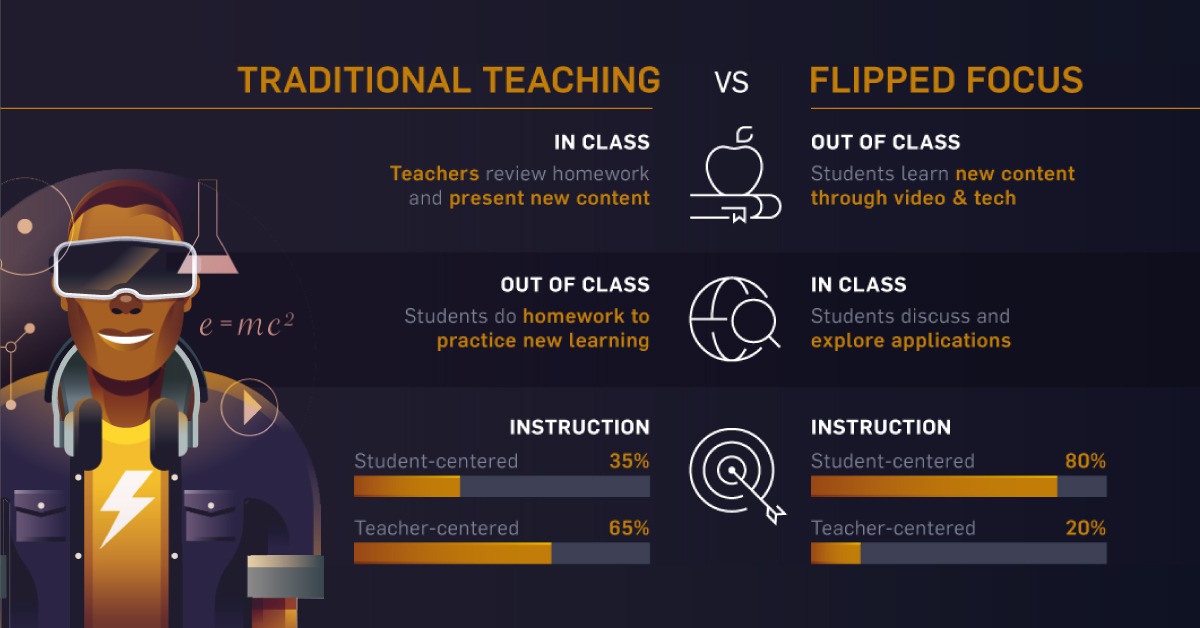 TRADITIONAL TEACHING VS FLIPPED FOCUS
IN CLASS
Teachers review homework
and present new content
OUT OF CLASS
Students learn new content
through video & tech
OUT OF CLASS
Students do homework to
practice new learning
IN CLASS
Students discuss and
explore applications
e=mc²
INSTRUCTION
Student-centered 35%
Teacher-centered 65%
INSTRUCTION
Student-centered 80%
Teacher-centered 20%